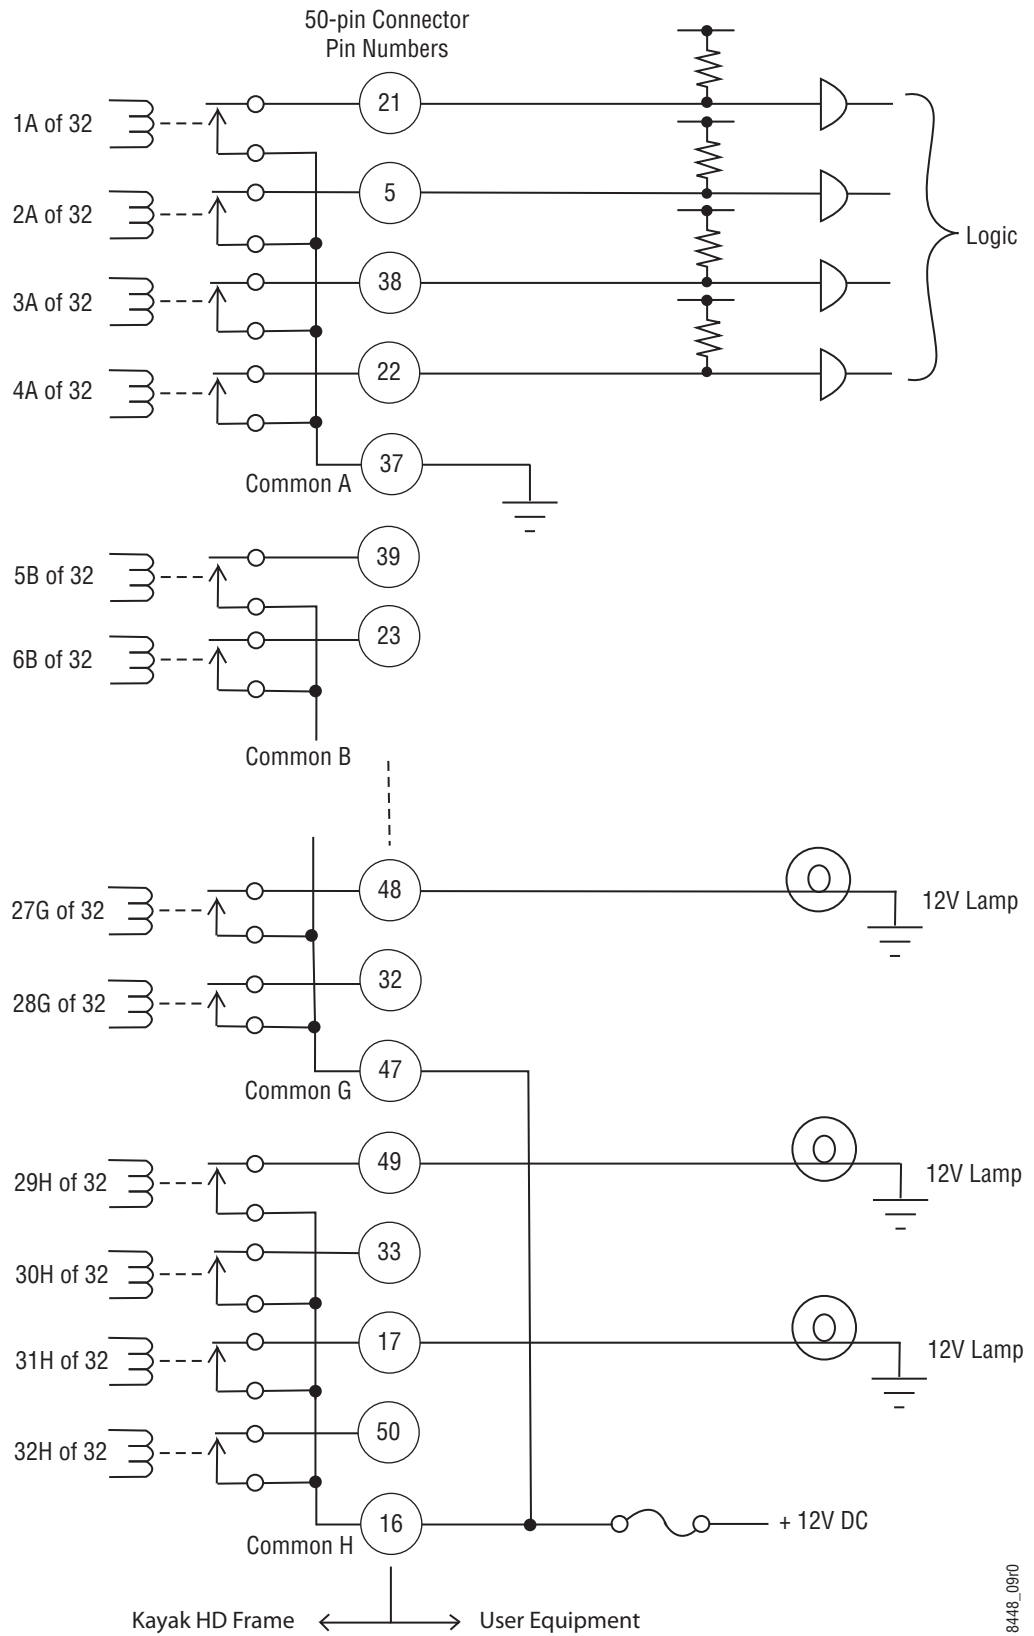 50-pin Connector
Pin Numbers
1A of 32
21
2A of 32
5
Logic
3A of 32
38
4A of 32
22
37
Common A
5B of 32
39
6B of 32
23
Common B
27G of 32
48
12V Lamp
28G of 32
32
47
Common G
29H of 32
49
12V Lamp
30H of 32
33
31H of 32
17
12V Lamp
32H of 32
50
16
+ 12V DC
Common H
Kayak HD Frame
User Equipment
8448_09r0